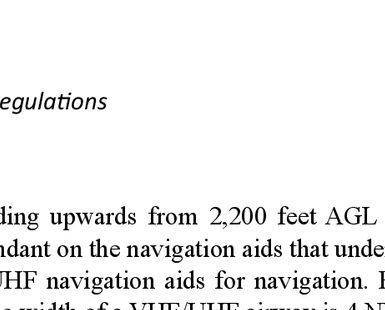 egulations
ding upwards from 2,200 feet AGL
ndant on the navigation aids that unde
UHF navigation aids for navigation.
width of a VHF/UHF airway is 4 N